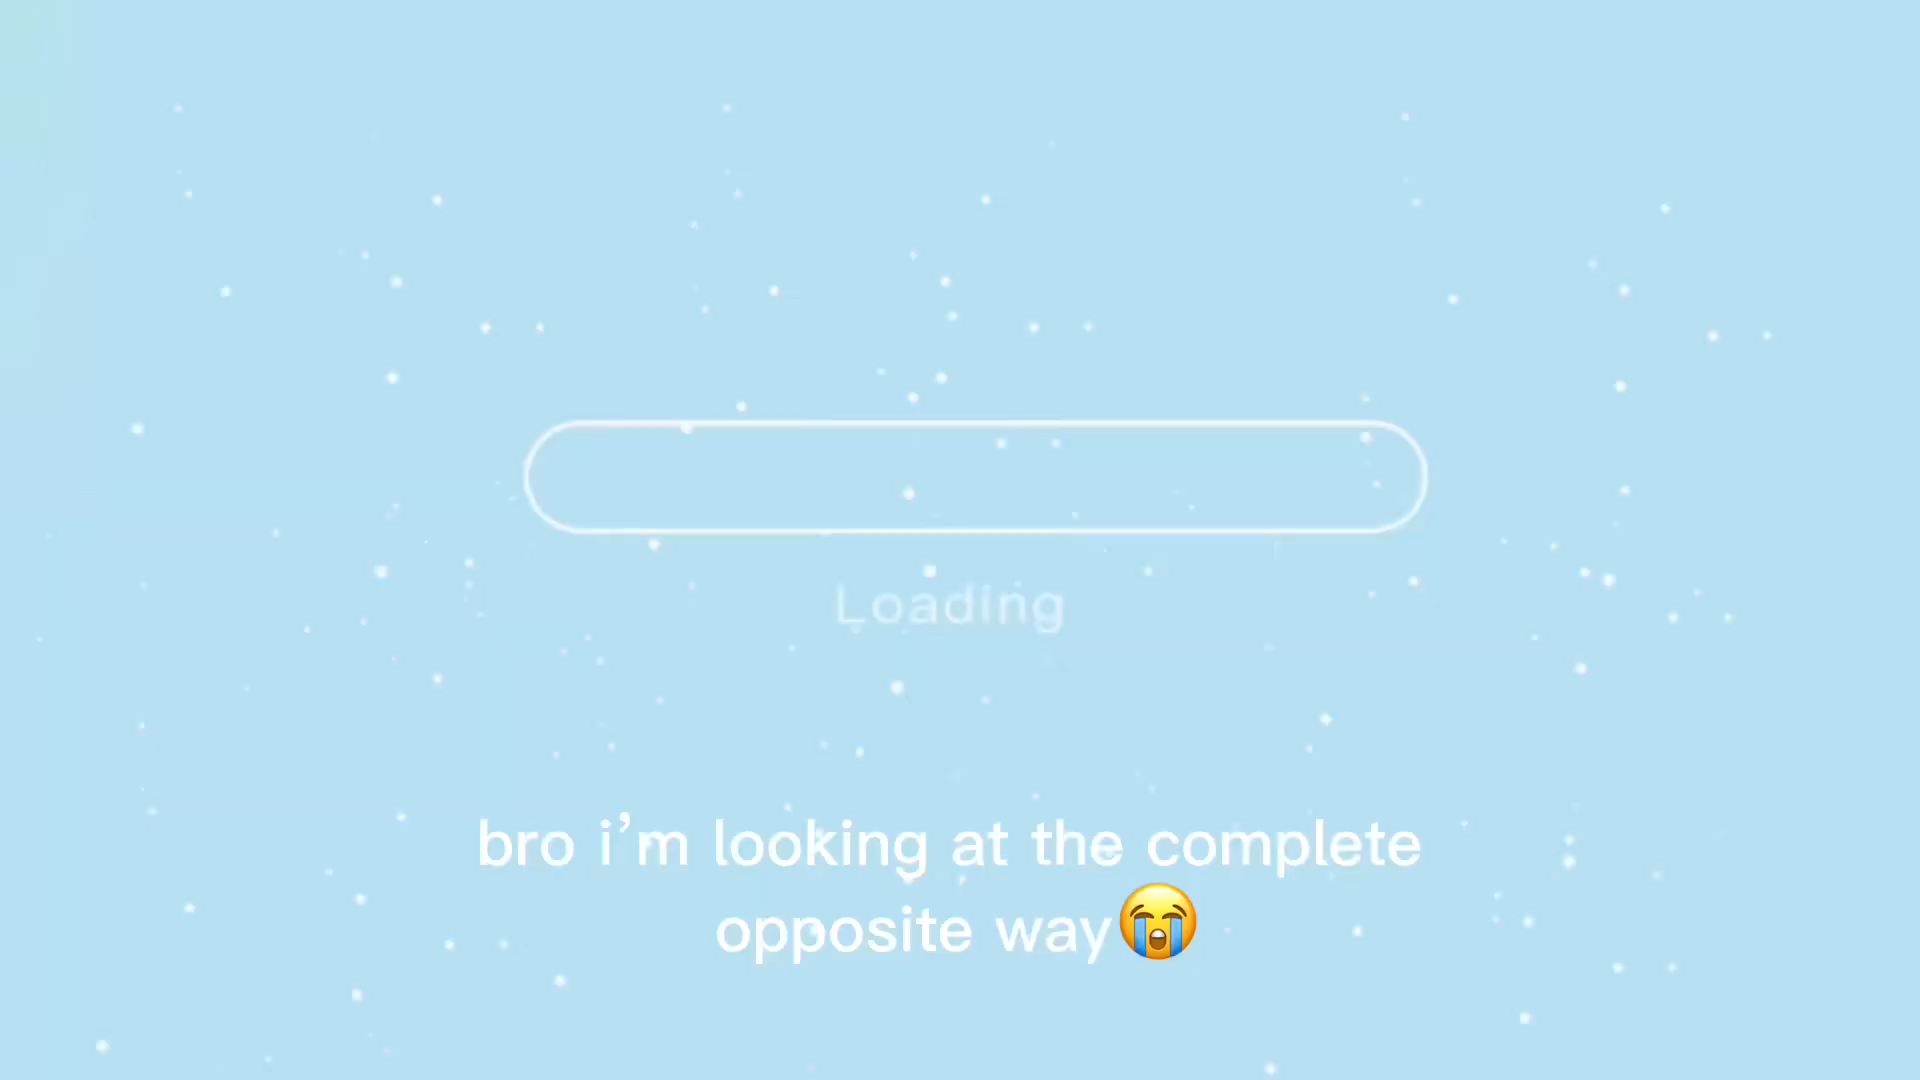 Loading
bro i’m looking at the complete
opposite way😭